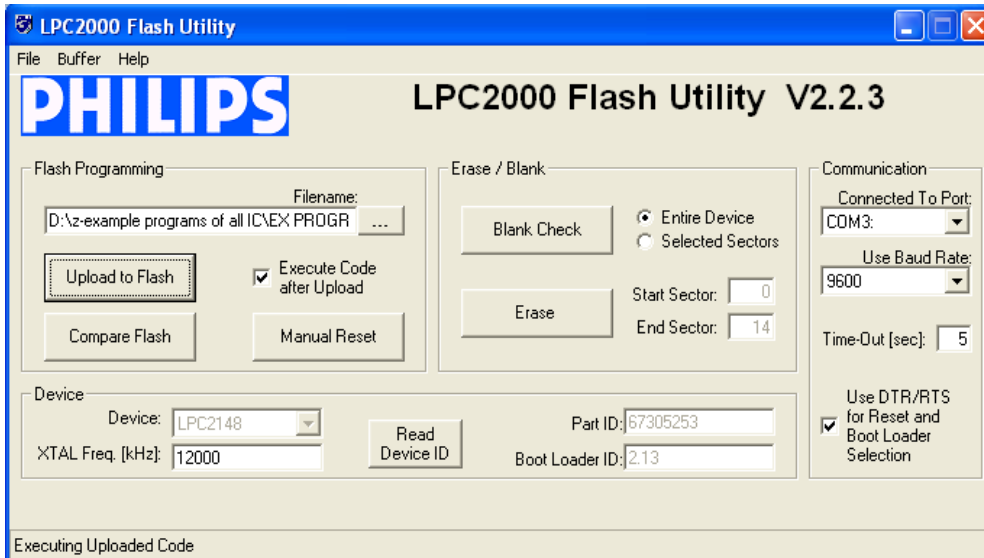 LPC2000 Flash Utility
File Buffer Help
PHILIPS
LPC2000 Flash Utility V2.2.3
Flash Programming
Filename:
D:\z-example programs of all IC\EX PROGR
...
Upload to Flash
Execute Code
after Upload
Compare Flash
Manual Reset
Erase / Blank
Blank Check
Entire Device
Selected Sectors
Erase
Start Sector: 0
End Sector: 14
Communication
Connected To Port:
COM3:
Use Baud Rate:
9600
Time-Out [sec]: 5
Use DTR/RTS
for Reset and
Boot Loader
Selection
Device
Device: LPC2148
XTAL Freq. [kHz]: 12000
Read
Device ID
Part ID: 67305253
Boot Loader ID: 2.13
Executing Uploaded Code